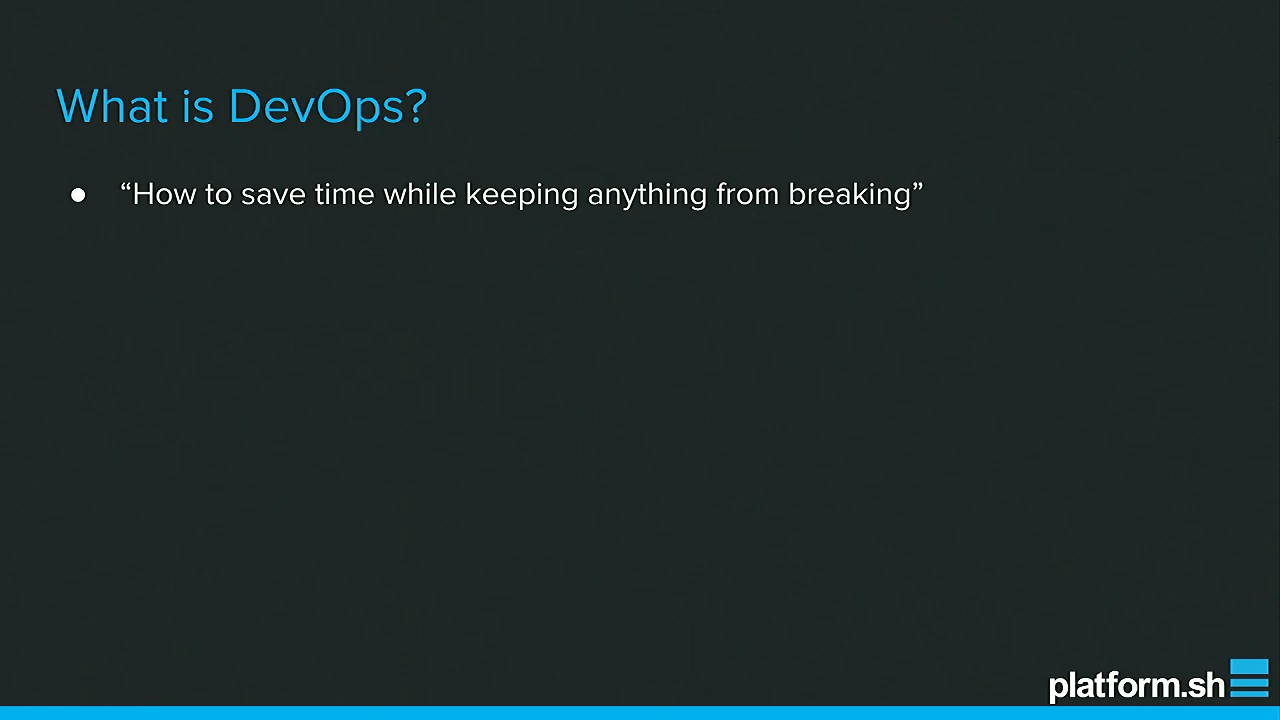 What is DevOps?
● “How to save time while keeping anything from breaking”
platform.sh